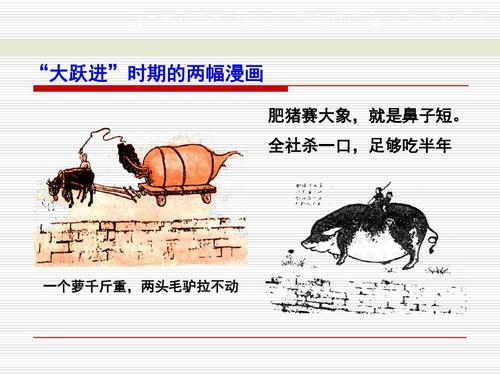 “大跃进”时期的两幅漫画
肥猪赛大象，就是鼻子短。
全社杀一口，足够吃半年
一个萝千斤重，两头毛驴拉不动